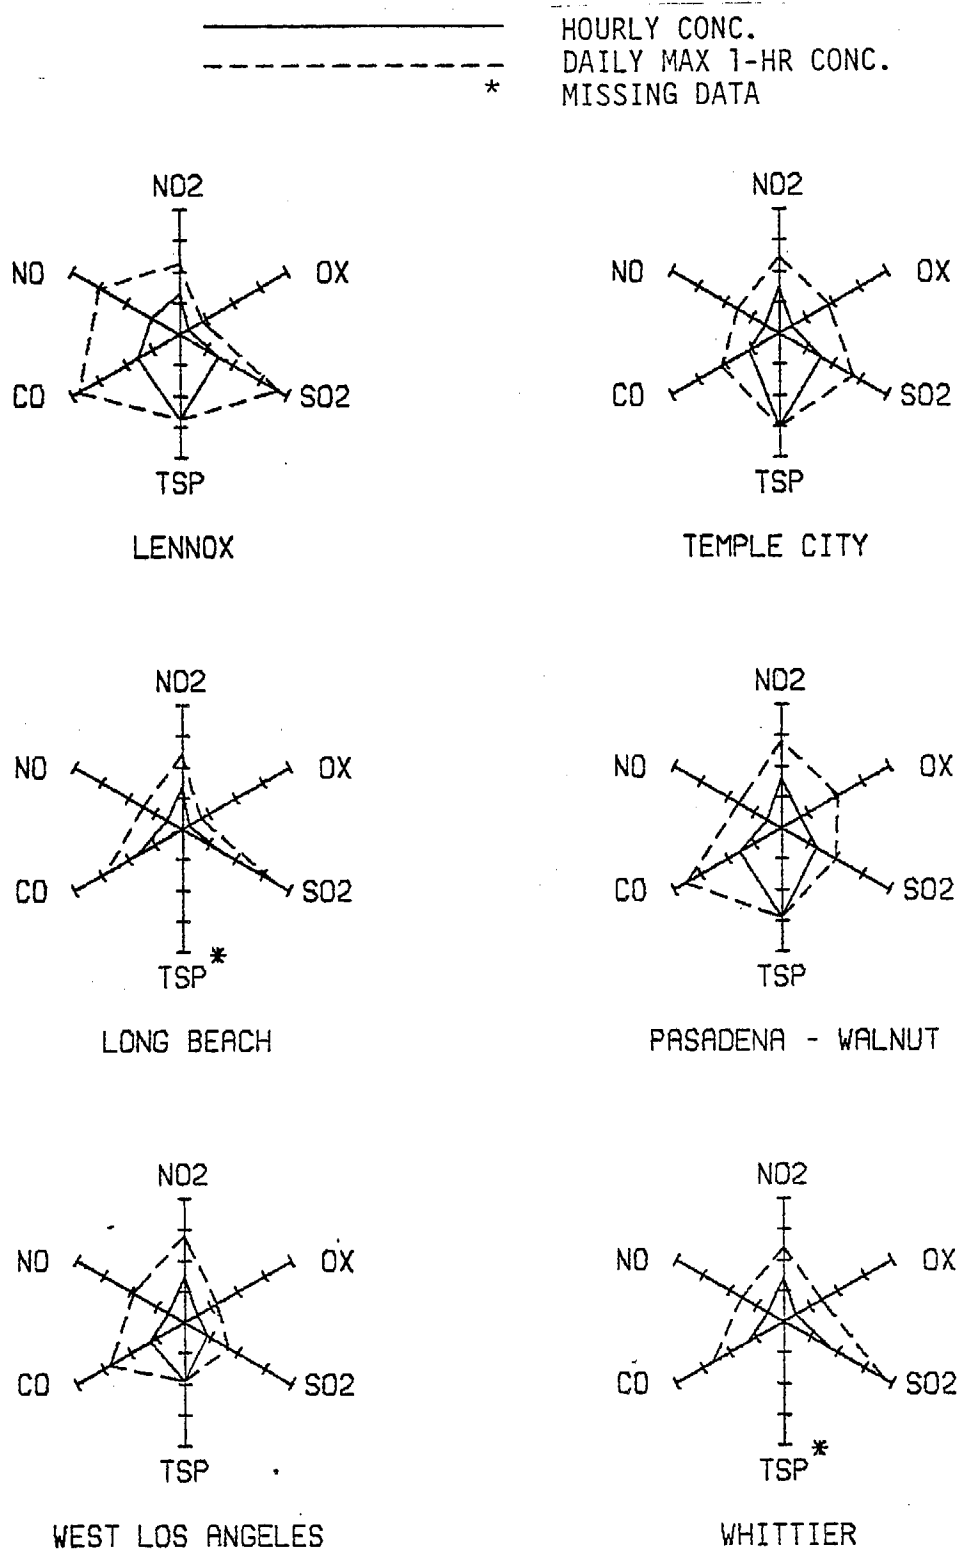 HOURLY CONC.
DAILY MAX 1-HR CONC.
* MISSING DATA
NO2
NO2
NO OX
NO OX
CO SO2
CO SO2
TSP
TSP
LENNOX
TEMPLE CITY
NO2
NO2
NO OX
NO OX
CO SO2
CO SO2
TSP*
TSP
LONG BEACH
PASADENA - WALNUT
NO2
NO2
NO OX
NO OX
CO SO2
CO SO2
TSP
TSP*
WEST LOS ANGELES
WHITTIER